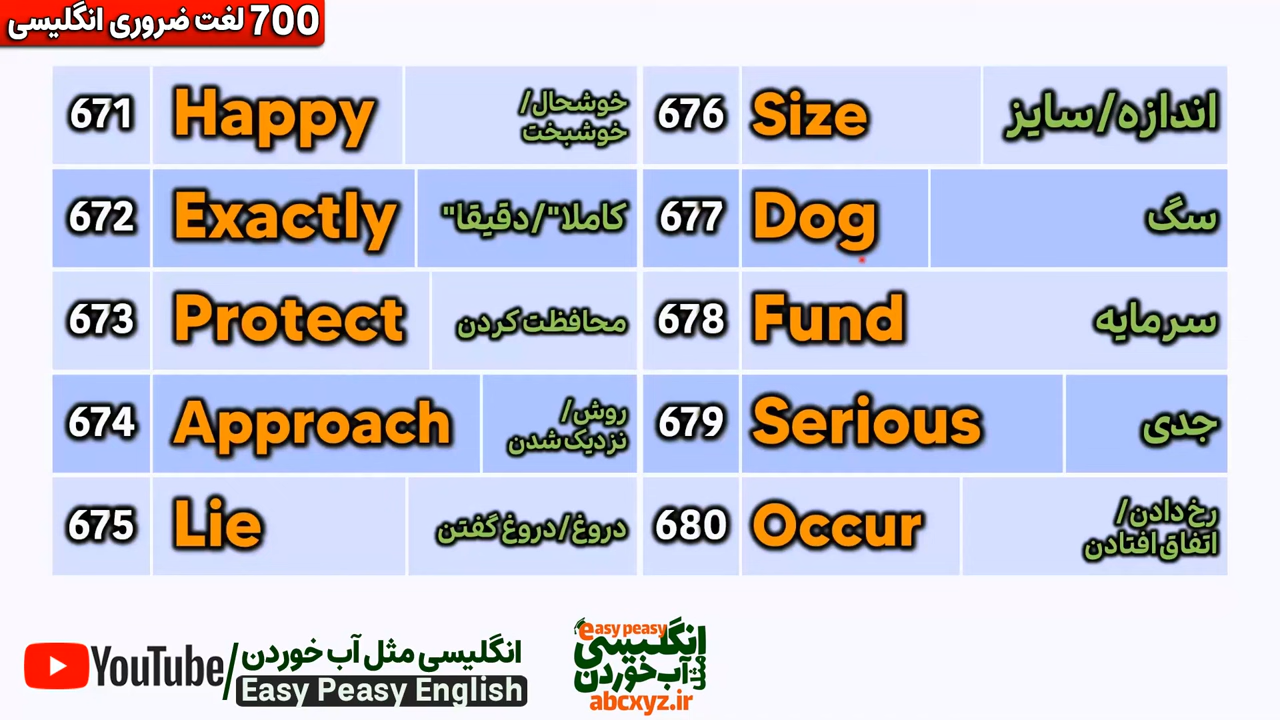 700 لغت ضروری انگلیسی
671 Happy خوشحال/
خوشبخت
672 Exactly کاملا"/دقیقا"
673 Protect محافظت کردن
674 Approach روش/
نزدیک شدن
675 Lie دروغ/دروغ گفتن
676 Size اندازه/سایز
677 Dog سگ
678 Fund سرمایه
679 Serious جدی
680 Occur رخ دادن/
اتفاق افتادن
YouTube/انگلیسی مثل آب خوردن
Easy Peasy English
easy peasy
انگلیسی
مثل آب خوردن
abcxyz.ir